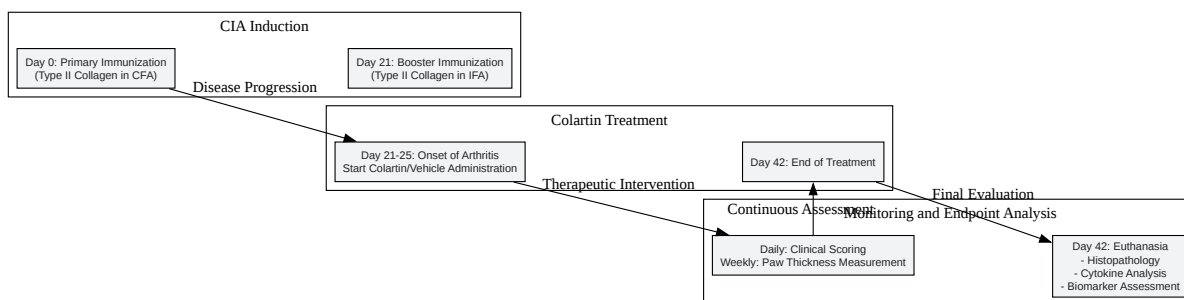 CIA Induction
Day 0: Primary Immunization
(Type II Collagen in CFA)
Day 21: Booster Immunization
(Type II Collagen in IFA)
Disease Progression
Colartin Treatment
Day 21-25: Onset of Arthritis
Start Colartin/Vehicle Administration
Day 42: End of Treatment
Therapeutic Intervention
Final Evaluation
Continuous Assessment
Monitoring and Endpoint Analysis
Daily: Clinical Scoring
Weekly: Paw Thickness Measurement
Day 42: Euthanasia
- Histopathology
- Cytokine Analysis
- Biomarker Assessment